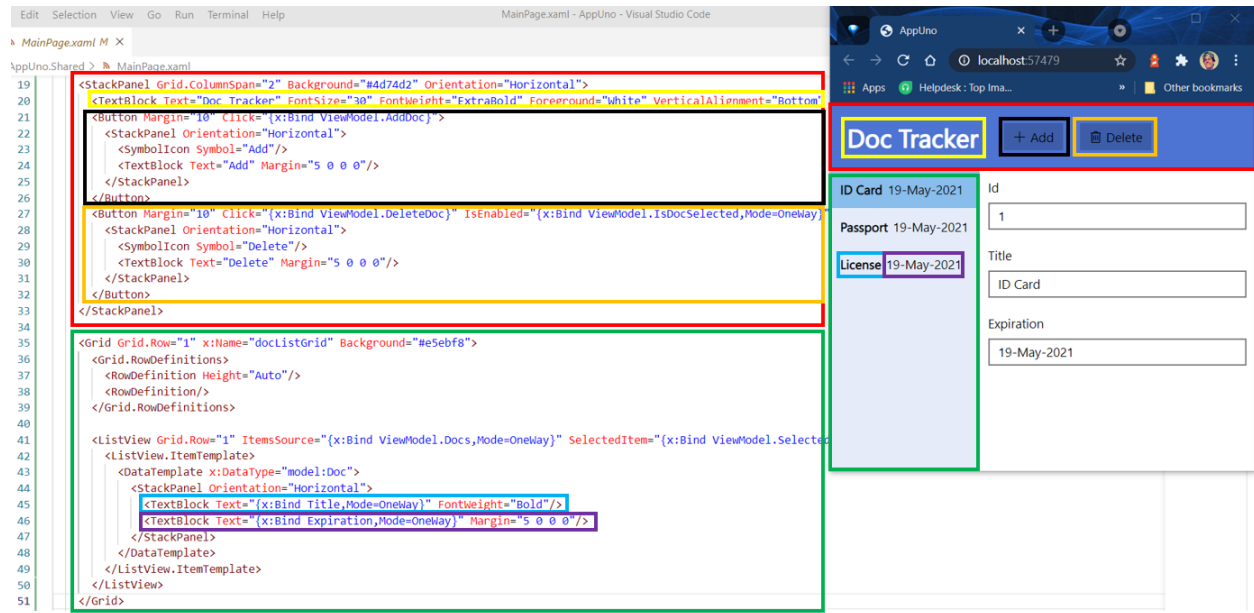 Edit Selection View Go Run Terminal Help
MainPage.xaml - AppUno - Visual Studio Code
MainPage.xaml M ×
AppUno.Shared > MainPage.xaml
19 <StackPanel Grid.ColumnSpan="2" Background="#4d74d2" Orientation="Horizontal">
20 <TextBlock Text="Doc Tracker" FontSize="30" FontWeight="ExtraBold" Foreground="White" VerticalAlignment="Bottom"
21 <Button Margin="10" Click="{x:Bind ViewModel.AddDoc}">
22 <StackPanel Orientation="Horizontal">
23 <SymbolIcon Symbol="Add"/>
24 <TextBlock Text="Add" Margin="5 0 0 0"/>
25 </StackPanel>
26 </Button>
27 <Button Margin="10" Click="{x:Bind ViewModel.DeleteDoc}" IsEnabled="{x:Bind ViewModel.IsDocSelected,Mode=OneWay}"
28 <StackPanel Orientation="Horizontal">
29 <SymbolIcon Symbol="Delete"/>
30 <TextBlock Text="Delete" Margin="5 0 0 0"/>
31 </StackPanel>
32 </Button>
33 </StackPanel>
34
35 <Grid Grid.Row="1" x:Name="docListGrid" Background="#e5ebf8">
36 <Grid.RowDefinitions>
37 <RowDefinition Height="Auto"/>
38 <RowDefinition/>
39 </Grid.RowDefinitions>
40
41 <ListView Grid.Row="1" ItemsSource="{x:Bind ViewModel.Docs,Mode=OneWay}" SelectedItem="{x:Bind ViewModel.Selected
42 <ListView.ItemTemplate>
43 <DataTemplate x:DataType="model:Doc">
44 <StackPanel Orientation="Horizontal">
45 <TextBlock Text="{x:Bind Title,Mode=OneWay}" FontWeight="Bold"/>
46 <TextBlock Text="{x:Bind Expiration,Mode=OneWay}" Margin="5 0 0 0"/>
47 </StackPanel>
48 </DataTemplate>
49 </ListView.ItemTemplate>
50 </ListView>
51 </Grid>
AppUno
localhost:57479
Apps Helpdesk : Top Ima... » Other bookmarks
Doc Tracker + Add Delete
ID Card 19-May-2021
Passport 19-May-2021
License 19-May-2021
Id
1
Title
ID Card
Expiration
19-May-2021